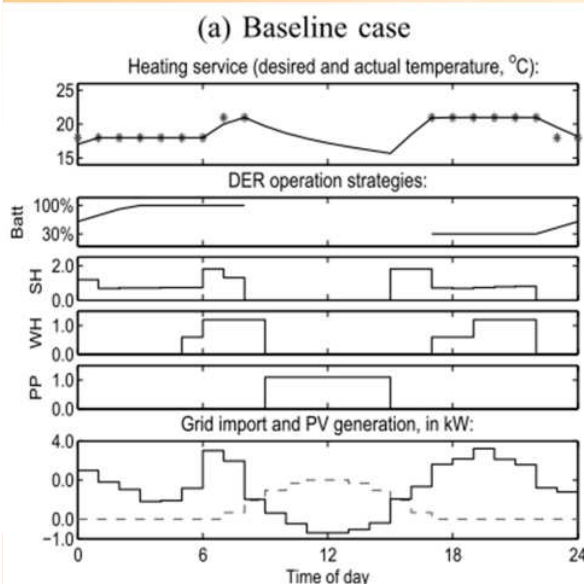 (a) Baseline case
Heating service (desired and actual temperature, °C):
25
20
15
DER operation strategies:
Batt
100%
30%
SH
2.0
0.0
WH
1.0
0.0
PP
1.0
0.0
Grid import and PV generation, in kW:
4.0
0.0
0.0
−1.0
0 6 12 18 24
Time of day